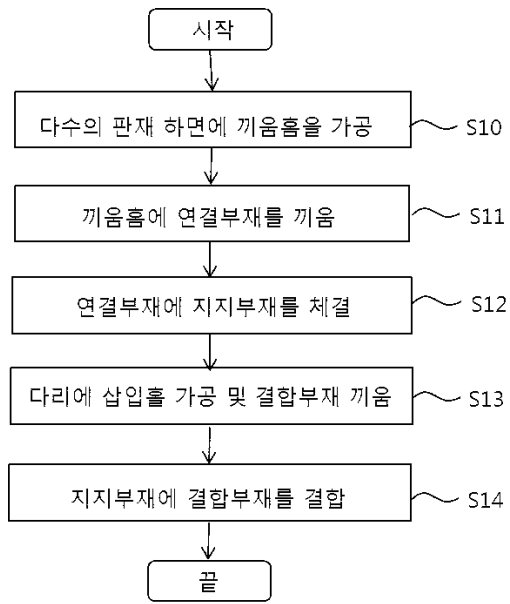 시작
다수의 판재 하면에 끼움홈을 가공
S10
끼움홈에 연결부재를 끼움
S11
연결부재에 지지부재를 체결
S12
다리에 삽입홀 가공 및 결합부재 끼움
S13
지지부재에 결합부재를 결합
S14
끝